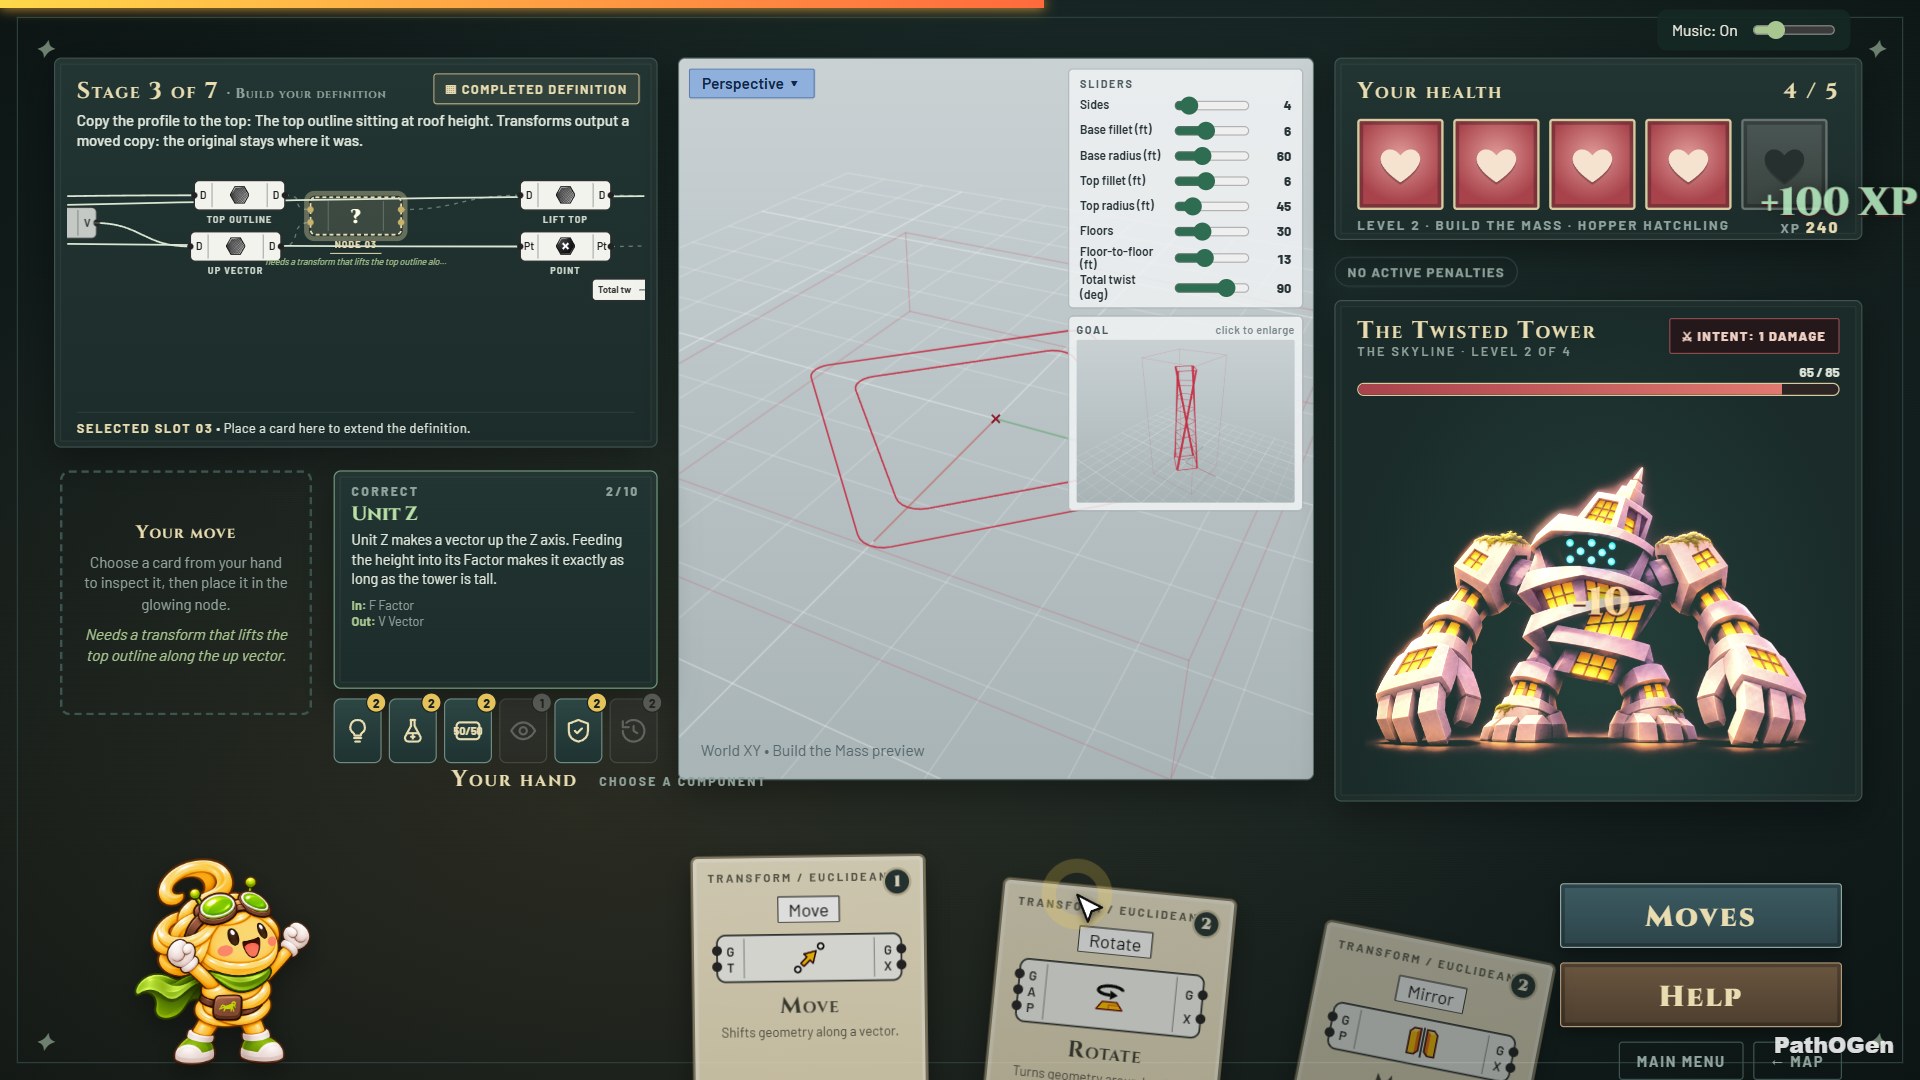 Music: On
STAGE 3 OF 7 · BUILD YOUR DEFINITION
COMPLETED DEFINITION
Copy the profile to the top: The top outline sitting at roof height. Transforms output a
moved copy: the original stays where it was.
D D
TOP OUTLINE
V
D D
UP VECTOR
?
NODE 03
needs a transform that lifts the top outline alo...
D D
LIFT TOP
Pt Pt
POINT
Total tw
SELECTED SLOT 03 • Place a card here to extend the definition.
YOUR MOVE
Choose a card from your hand
to inspect it, then place it in the
glowing node.
Needs a transform that lifts the
top outline along the up vector.
CORRECT 2/10
UNIT Z
Unit Z makes a vector up the Z axis. Feeding
the height into its Factor makes it exactly as
long as the tower is tall.
In: F Factor
Out: V Vector
2 2 2 1 2 2
50/50
YOUR HAND CHOOSE A COMPONENT
Perspective ▼
SLIDERS
Sides 4
Base fillet (ft) 6
Base radius (ft) 60
Top fillet (ft) 6
Top radius (ft) 45
Floors 30
Floor-to-floor
(ft) 13
Total twist
(deg) 90
GOAL click to enlarge
World XY • Build the Mass preview
YOUR HEALTH 4 / 5
+100 XP
LEVEL 2 · BUILD THE MASS · HOPPER HATCHLING
XP 240
NO ACTIVE PENALTIES
THE TWISTED TOWER
THE SKYLINE · LEVEL 2 OF 4
INTENT: 1 DAMAGE
65 / 85
-10
TRANSFORM / EUCLIDEAN 1
Move
G T G X
MOVE
Shifts geometry along a vector.
TRANSFORM / EUCLIDEAN 2
Rotate
G A P G X
ROTATE
TRANSFORM / EUCLIDEAN 2
Mirror
G P G X
MOVES
HELP
MAIN MENU
← MAP
PathOGen